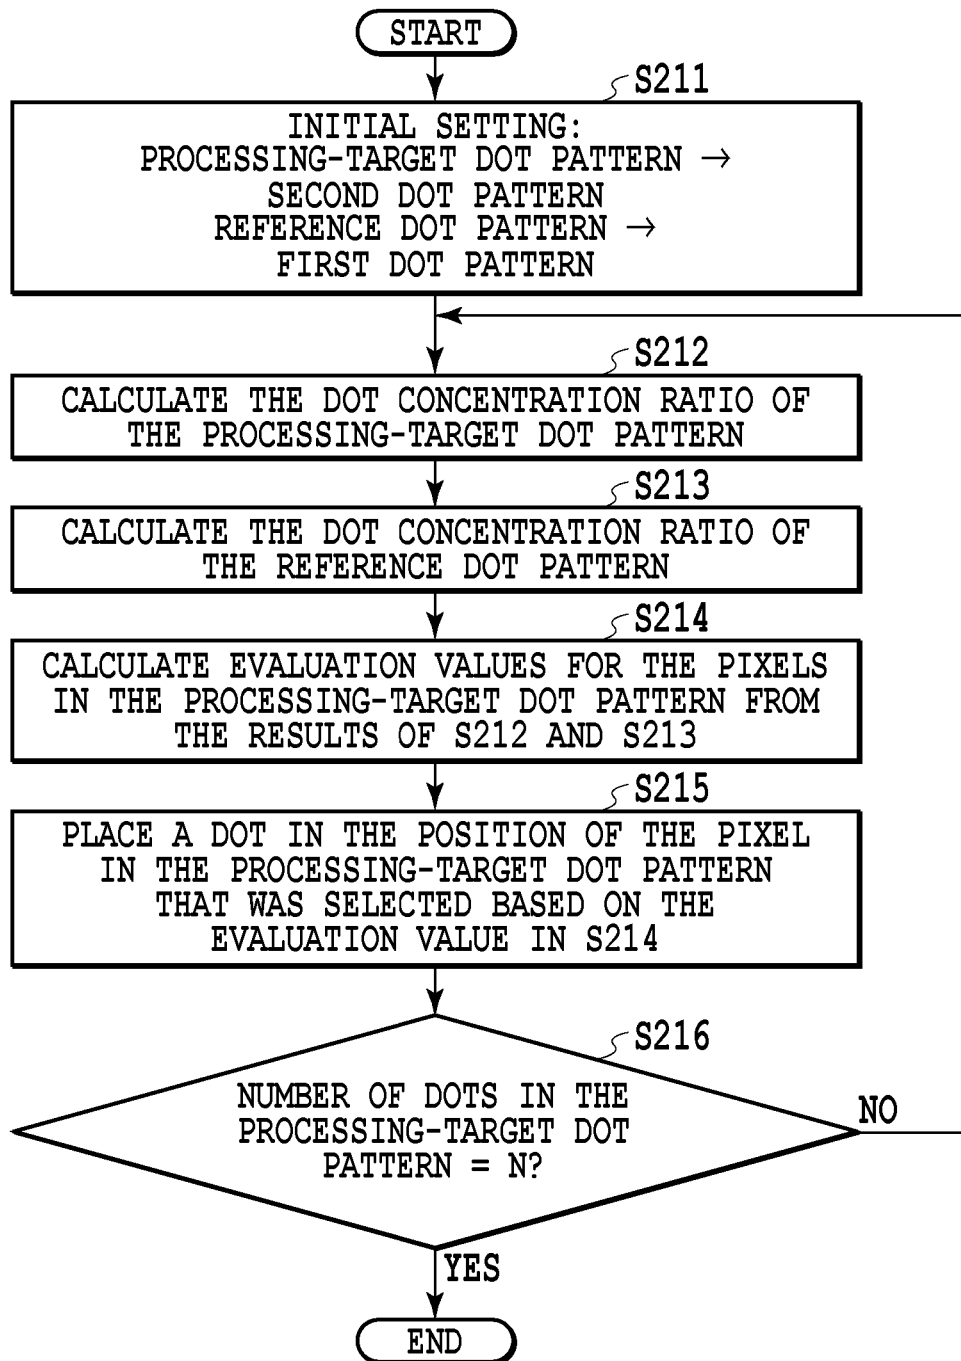 START
S211
INITIAL SETTING:
PROCESSING-TARGET DOT PATTERN →
SECOND DOT PATTERN
REFERENCE DOT PATTERN →
FIRST DOT PATTERN
S212
CALCULATE THE DOT CONCENTRATION RATIO OF
THE PROCESSING-TARGET DOT PATTERN
S213
CALCULATE THE DOT CONCENTRATION RATIO OF
THE REFERENCE DOT PATTERN
S214
CALCULATE EVALUATION VALUES FOR THE PIXELS
IN THE PROCESSING-TARGET DOT PATTERN FROM
THE RESULTS OF S212 AND S213
S215
PLACE A DOT IN THE POSITION OF THE PIXEL
IN THE PROCESSING-TARGET DOT PATTERN
THAT WAS SELECTED BASED ON THE
EVALUATION VALUE IN S214
S216
NUMBER OF DOTS IN THE
PROCESSING-TARGET DOT
PATTERN = N?
NO
YES
END